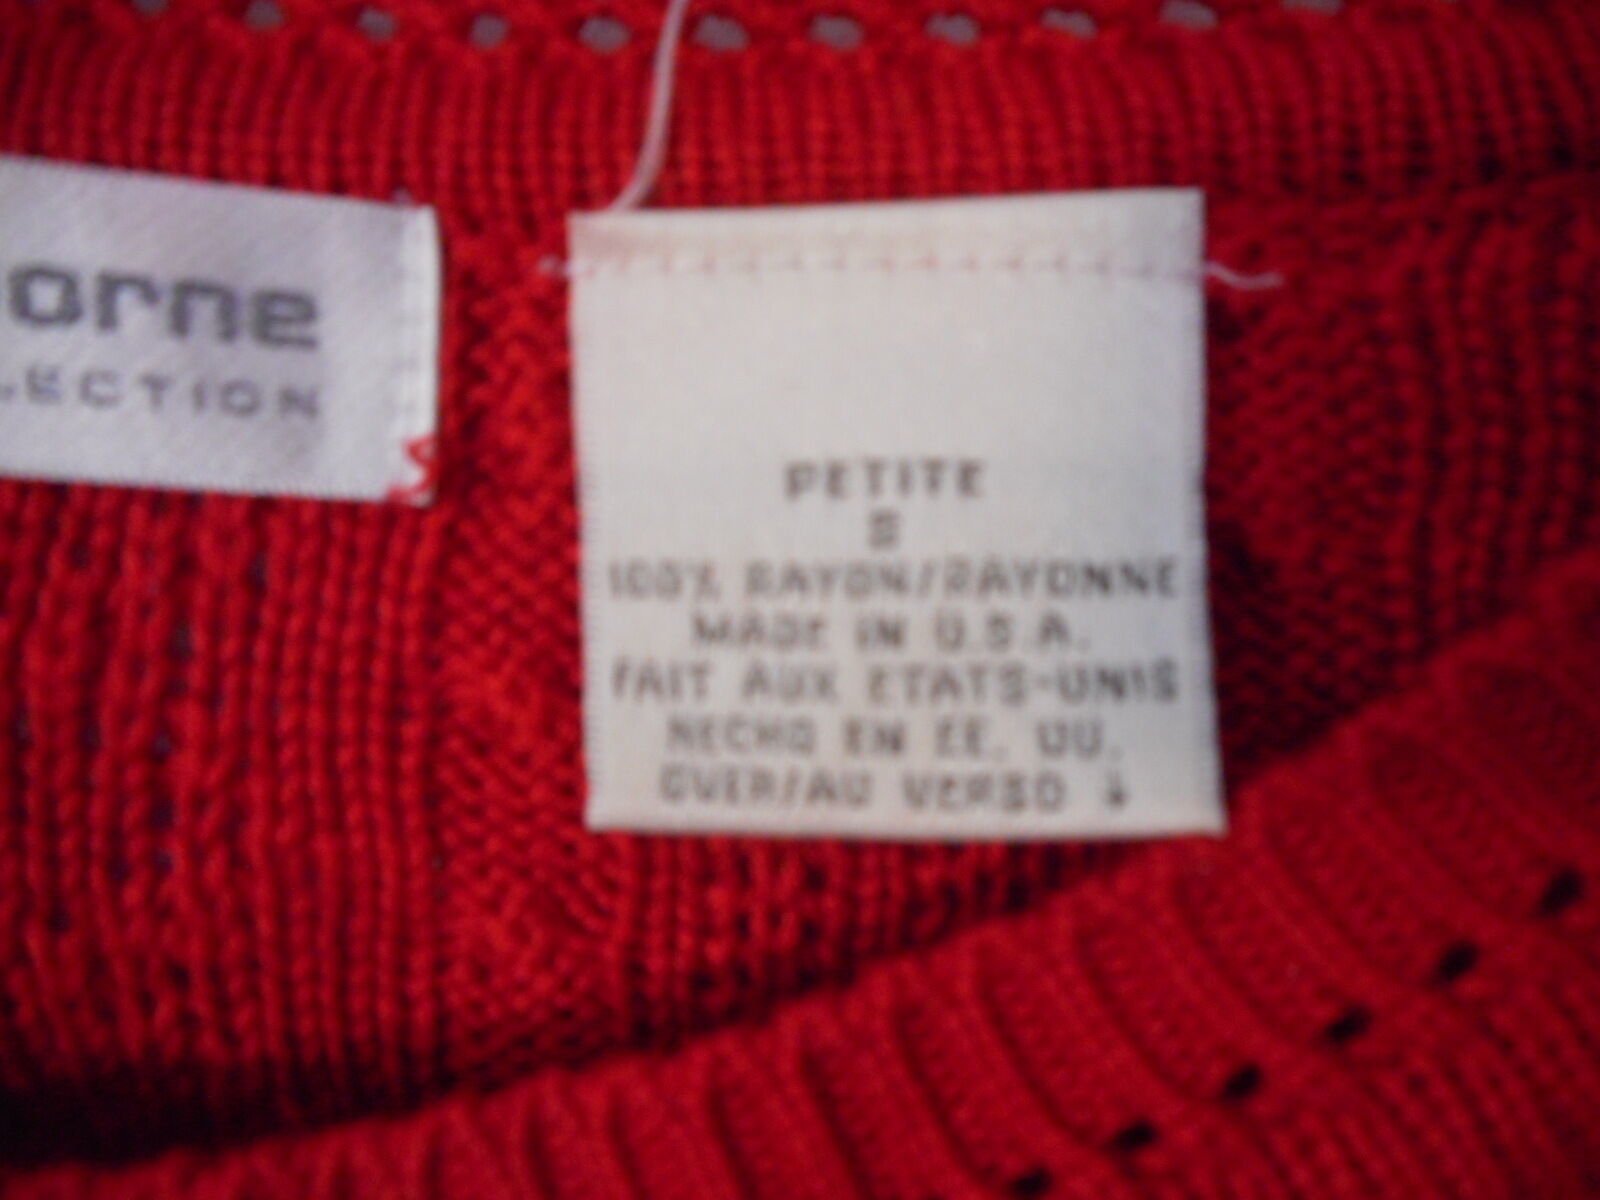 orne
LECTION
PETITE
S
100% RAYON/RAYONNE
MADE IN U.S.A.
FAIT AUX ETATS-UNIS
HECHO EN EE. UU.
OVER/AU VERSO ↓